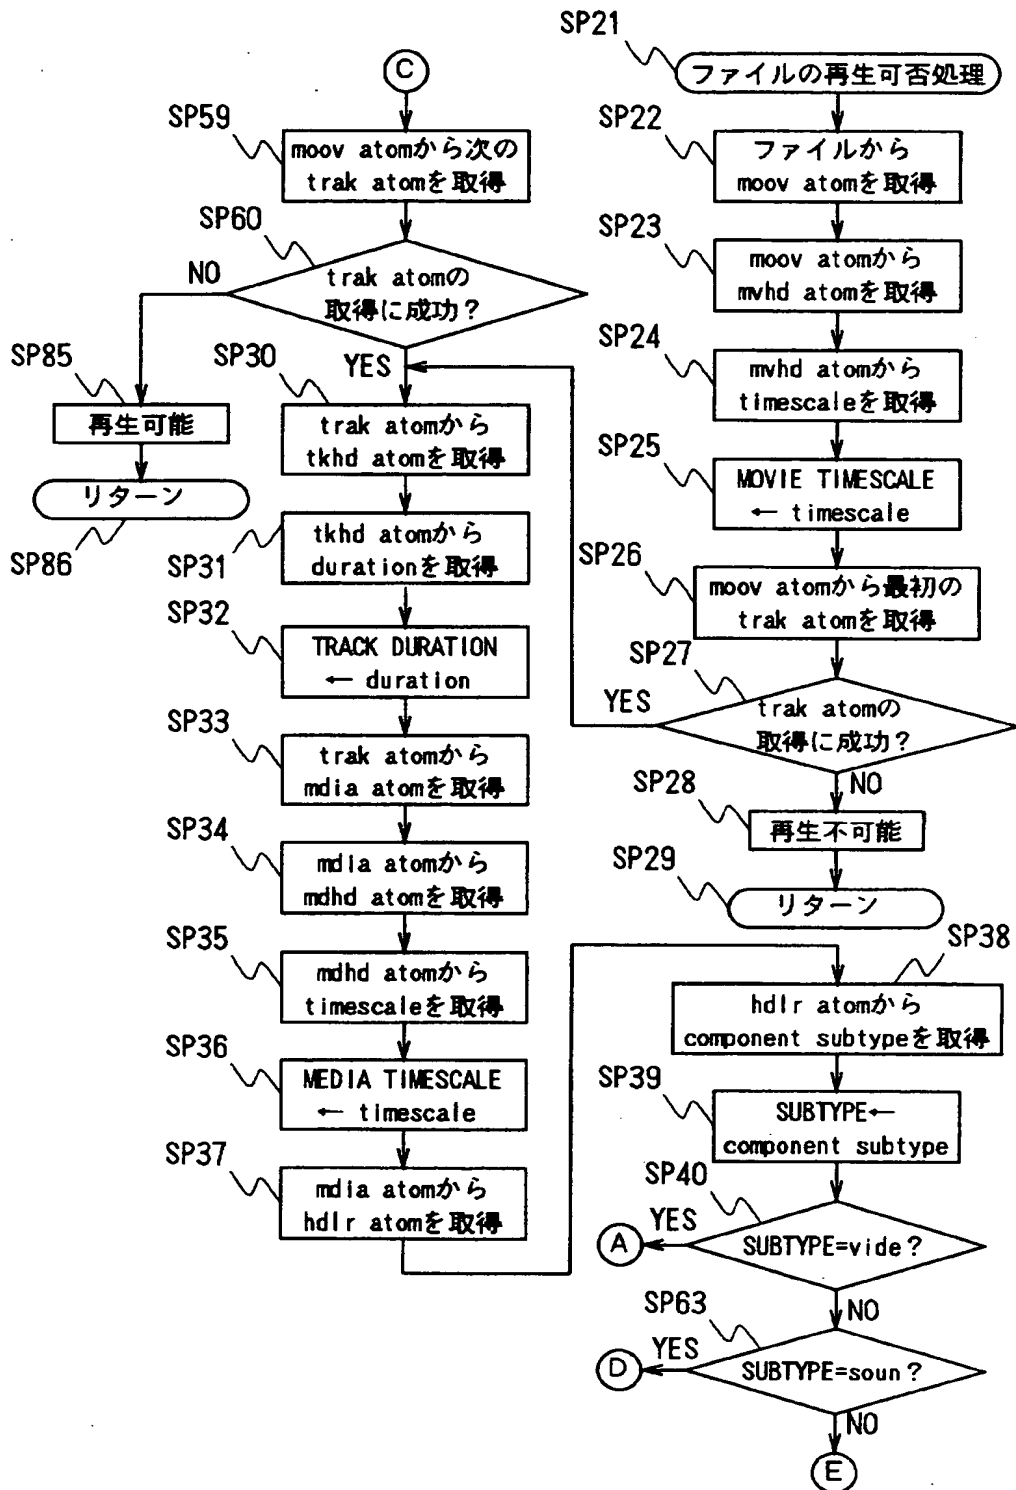 SP21
ファイルの再生可否処理
SP22
ファイルから
moov atomを取得
SP23
moov atomから
mvhd atomを取得
SP24
mvhd atomから
timescaleを取得
SP25
MOVIE TIMESCALE
← timescale
SP26
moov atomから最初の
trak atomを取得
SP27
trak atomの
取得に成功?
YES
NO
SP28
再生不可能
SP29
リターン
C
SP59
moov atomから次の
trak atomを取得
SP60
trak atomの
取得に成功?
NO
YES
SP85
再生可能
リターン
SP86
SP30
trak atomから
tkhd atomを取得
SP31
tkhd atomから
durationを取得
SP32
TRACK DURATION
← duration
SP33
trak atomから
mdia atomを取得
SP34
mdia atomから
mdhd atomを取得
SP35
mdhd atomから
timescaleを取得
SP36
MEDIA TIMESCALE
← timescale
SP37
mdia atomから
hdlr atomを取得
SP38
hdlr atomから
component subtypeを取得
SP39
SUBTYPE←
component subtype
SP40
SUBTYPE=vide?
YES
A
NO
SP63
SUBTYPE=soun?
YES
D
NO
E